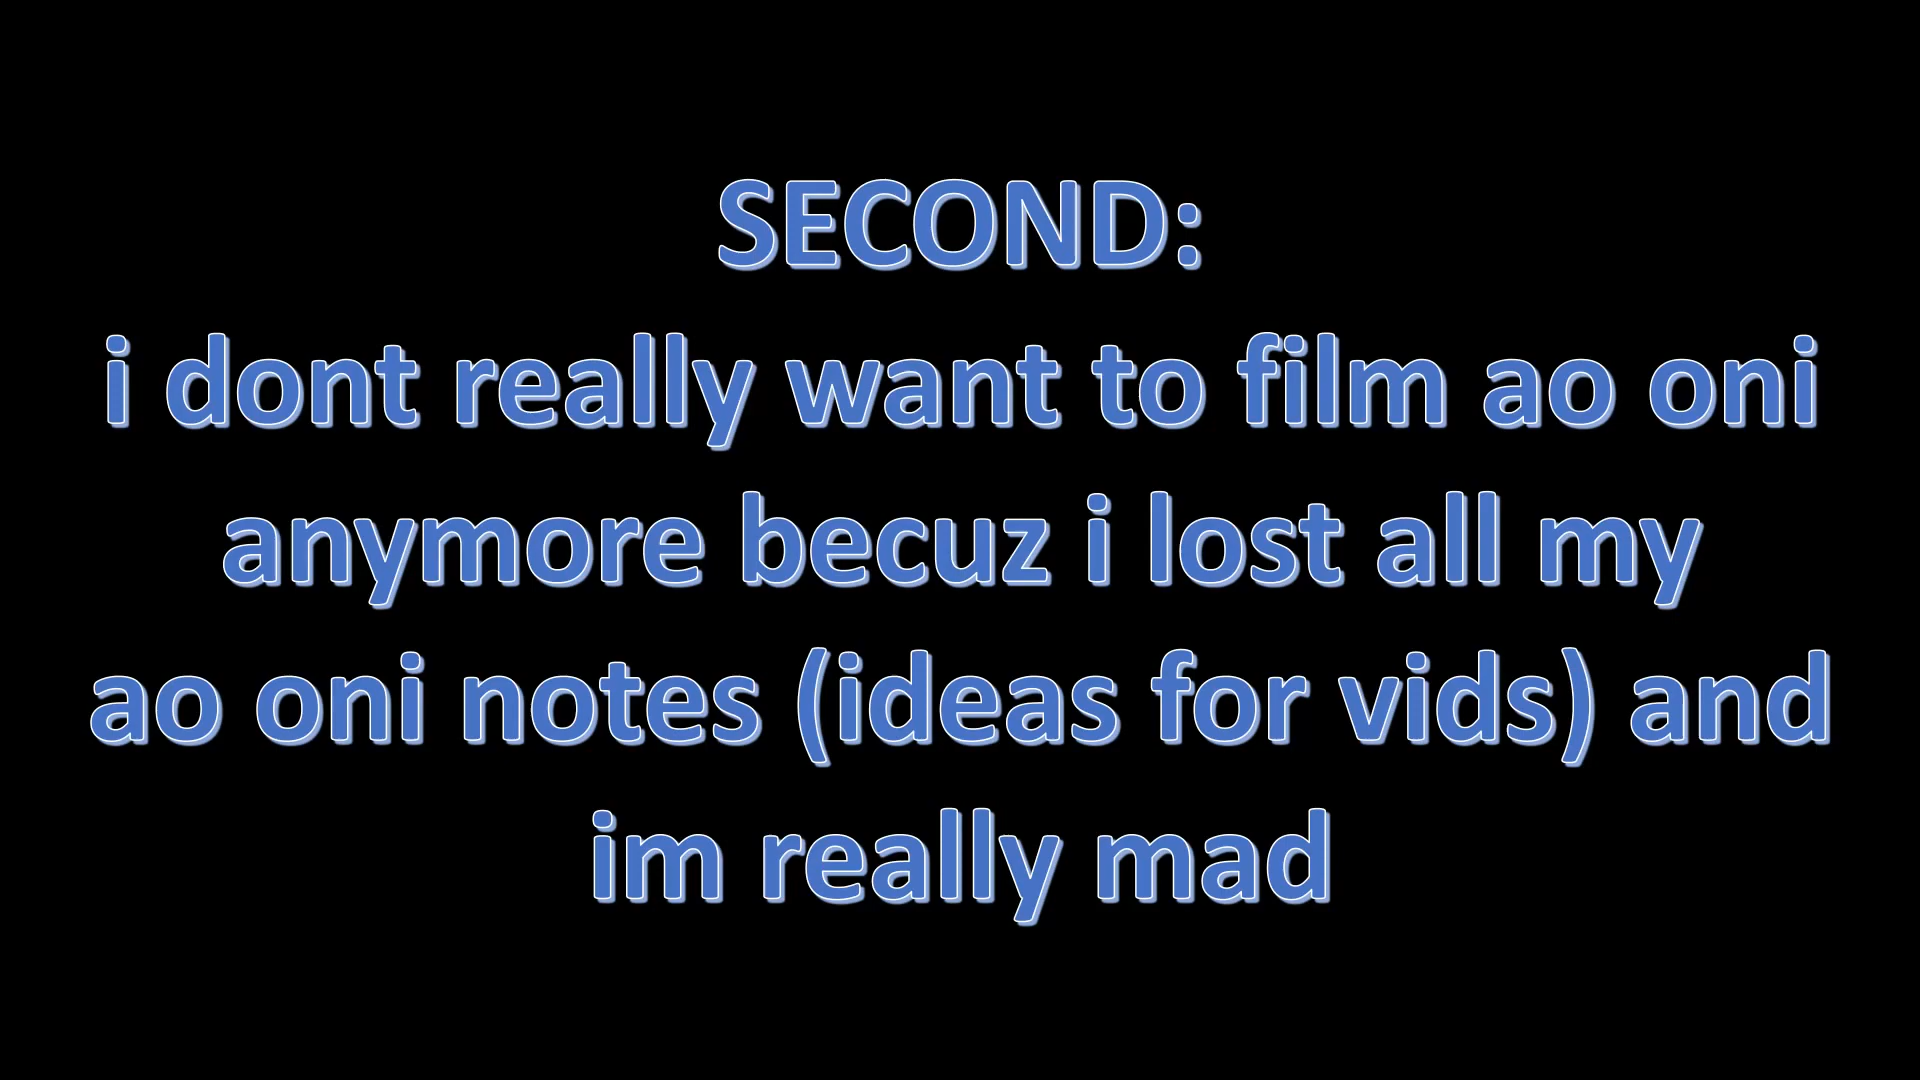 SECOND:
i dont really want to film ao oni
anymore becuz i lost all my
ao oni notes (ideas for vids) and
im really mad